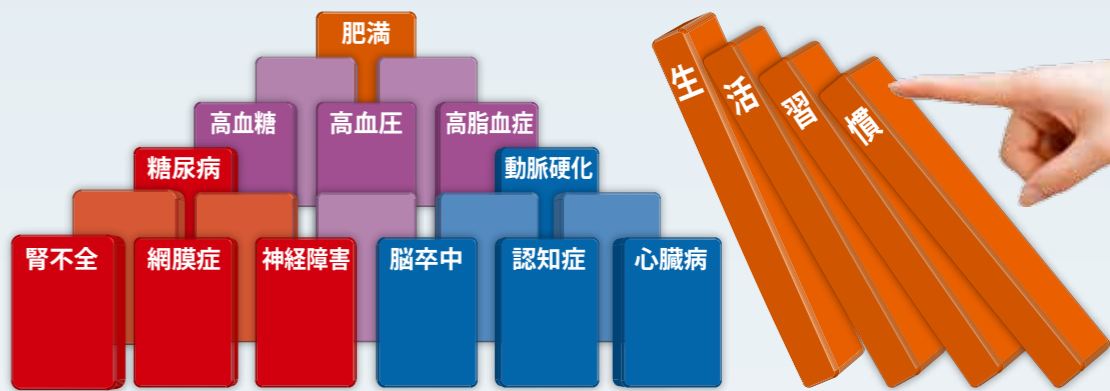 肥満
高血糖
高血圧
高脂血症
糖尿病
動脈硬化
腎不全
網膜症
神経障害
脳卒中
認知症
心臓病
生活習慣